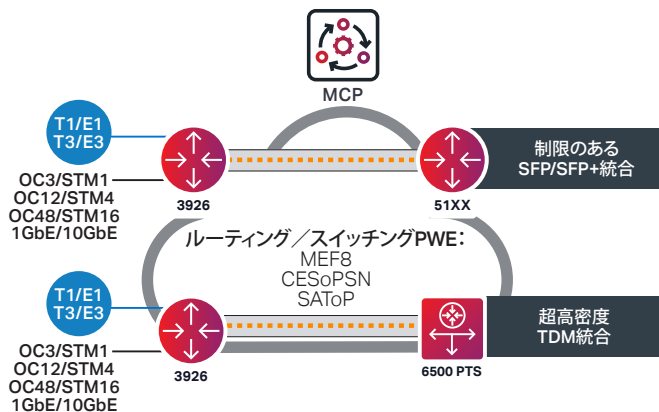 MCP
T1/E1
T3/E3
OC3/STM1
OC12/STM4
OC48/STM16
1GbE/10GbE
3926
51XX
制限のある
SFP/SFP+統合
ルーティング／スイッチングPWE：
MEF8
CESoPSN
SAToP
T1/E1
T3/E3
OC3/STM1
OC12/STM4
OC48/STM16
1GbE/10GbE
3926
6500 PTS
超高密度
TDM統合